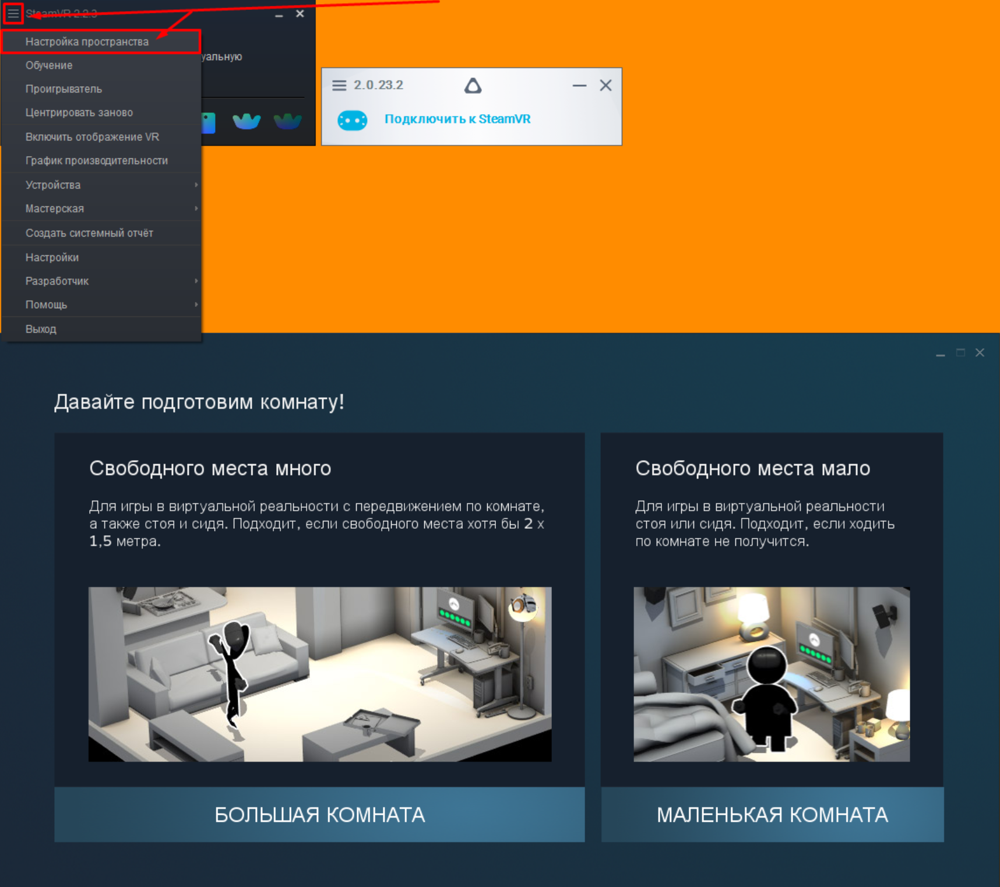 SteamVR 2.2.3
Настройка пространства
Обучение
Проигрыватель
Центрировать заново
Включить отображение VR
График производительности
Устройства
Мастерская
Создать системный отчёт
Настройки
Разработчик
Помощь
Выход
уальную
2.0.23.2
Подключить к SteamVR
Давайте подготовим комнату!
Свободного места много
Для игры в виртуальной реальности с передвижением по комнате,
а также стоя и сидя. Подходит, если свободного места хотя бы 2 x
1,5 метра.
БОЛЬШАЯ КОМНАТА
Свободного места мало
Для игры в виртуальной реальности
стоя или сидя. Подходит, если ходить
по комнате не получится.
МАЛЕНЬКАЯ КОМНАТА